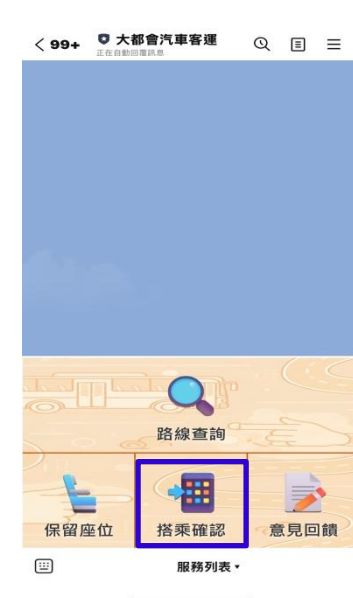 99+ 大都會汽車客運
正在自動回覆訊息
路線查詢
保留座位 搭乘確認 意見回饋
服務列表▾